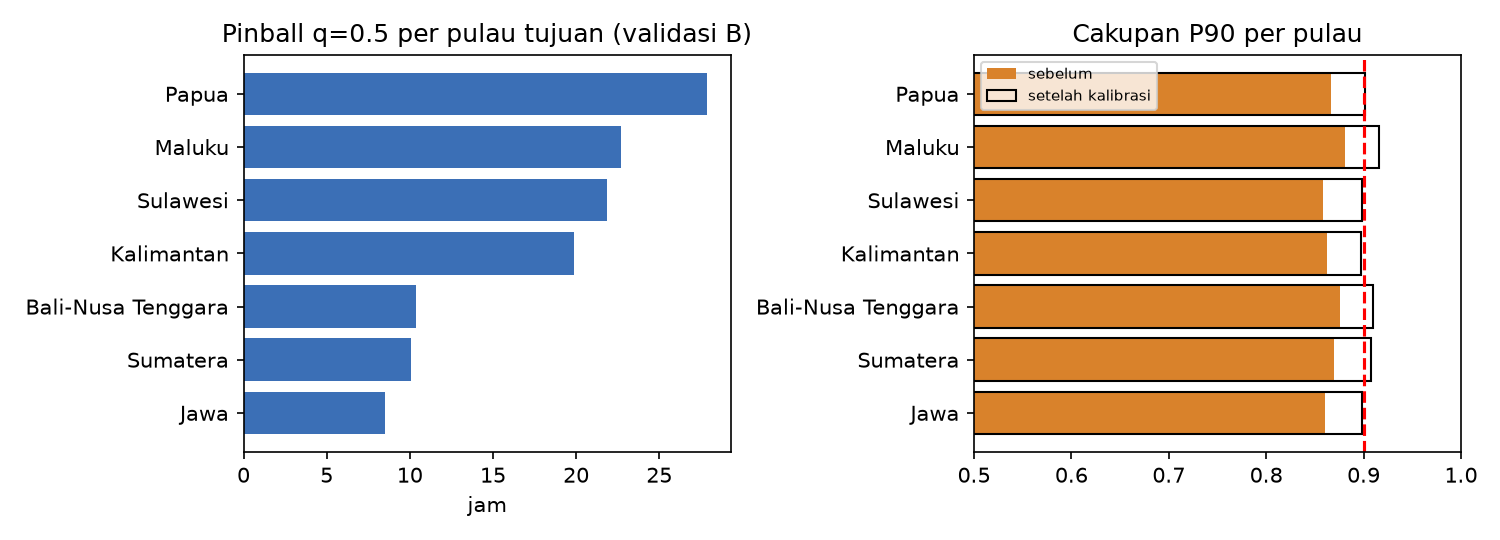 Pinball q=0.5 per pulau tujuan (validasi B)
Papua
Maluku
Sulawesi
Kalimantan
Bali-Nusa Tenggara
Sumatera
Jawa
0 5 10 15 20 25
jam
Cakupan P90 per pulau
sebelum
setelah kalibrasi
Papua
Maluku
Sulawesi
Kalimantan
Bali-Nusa Tenggara
Sumatera
Jawa
0.5 0.6 0.7 0.8 0.9 1.0